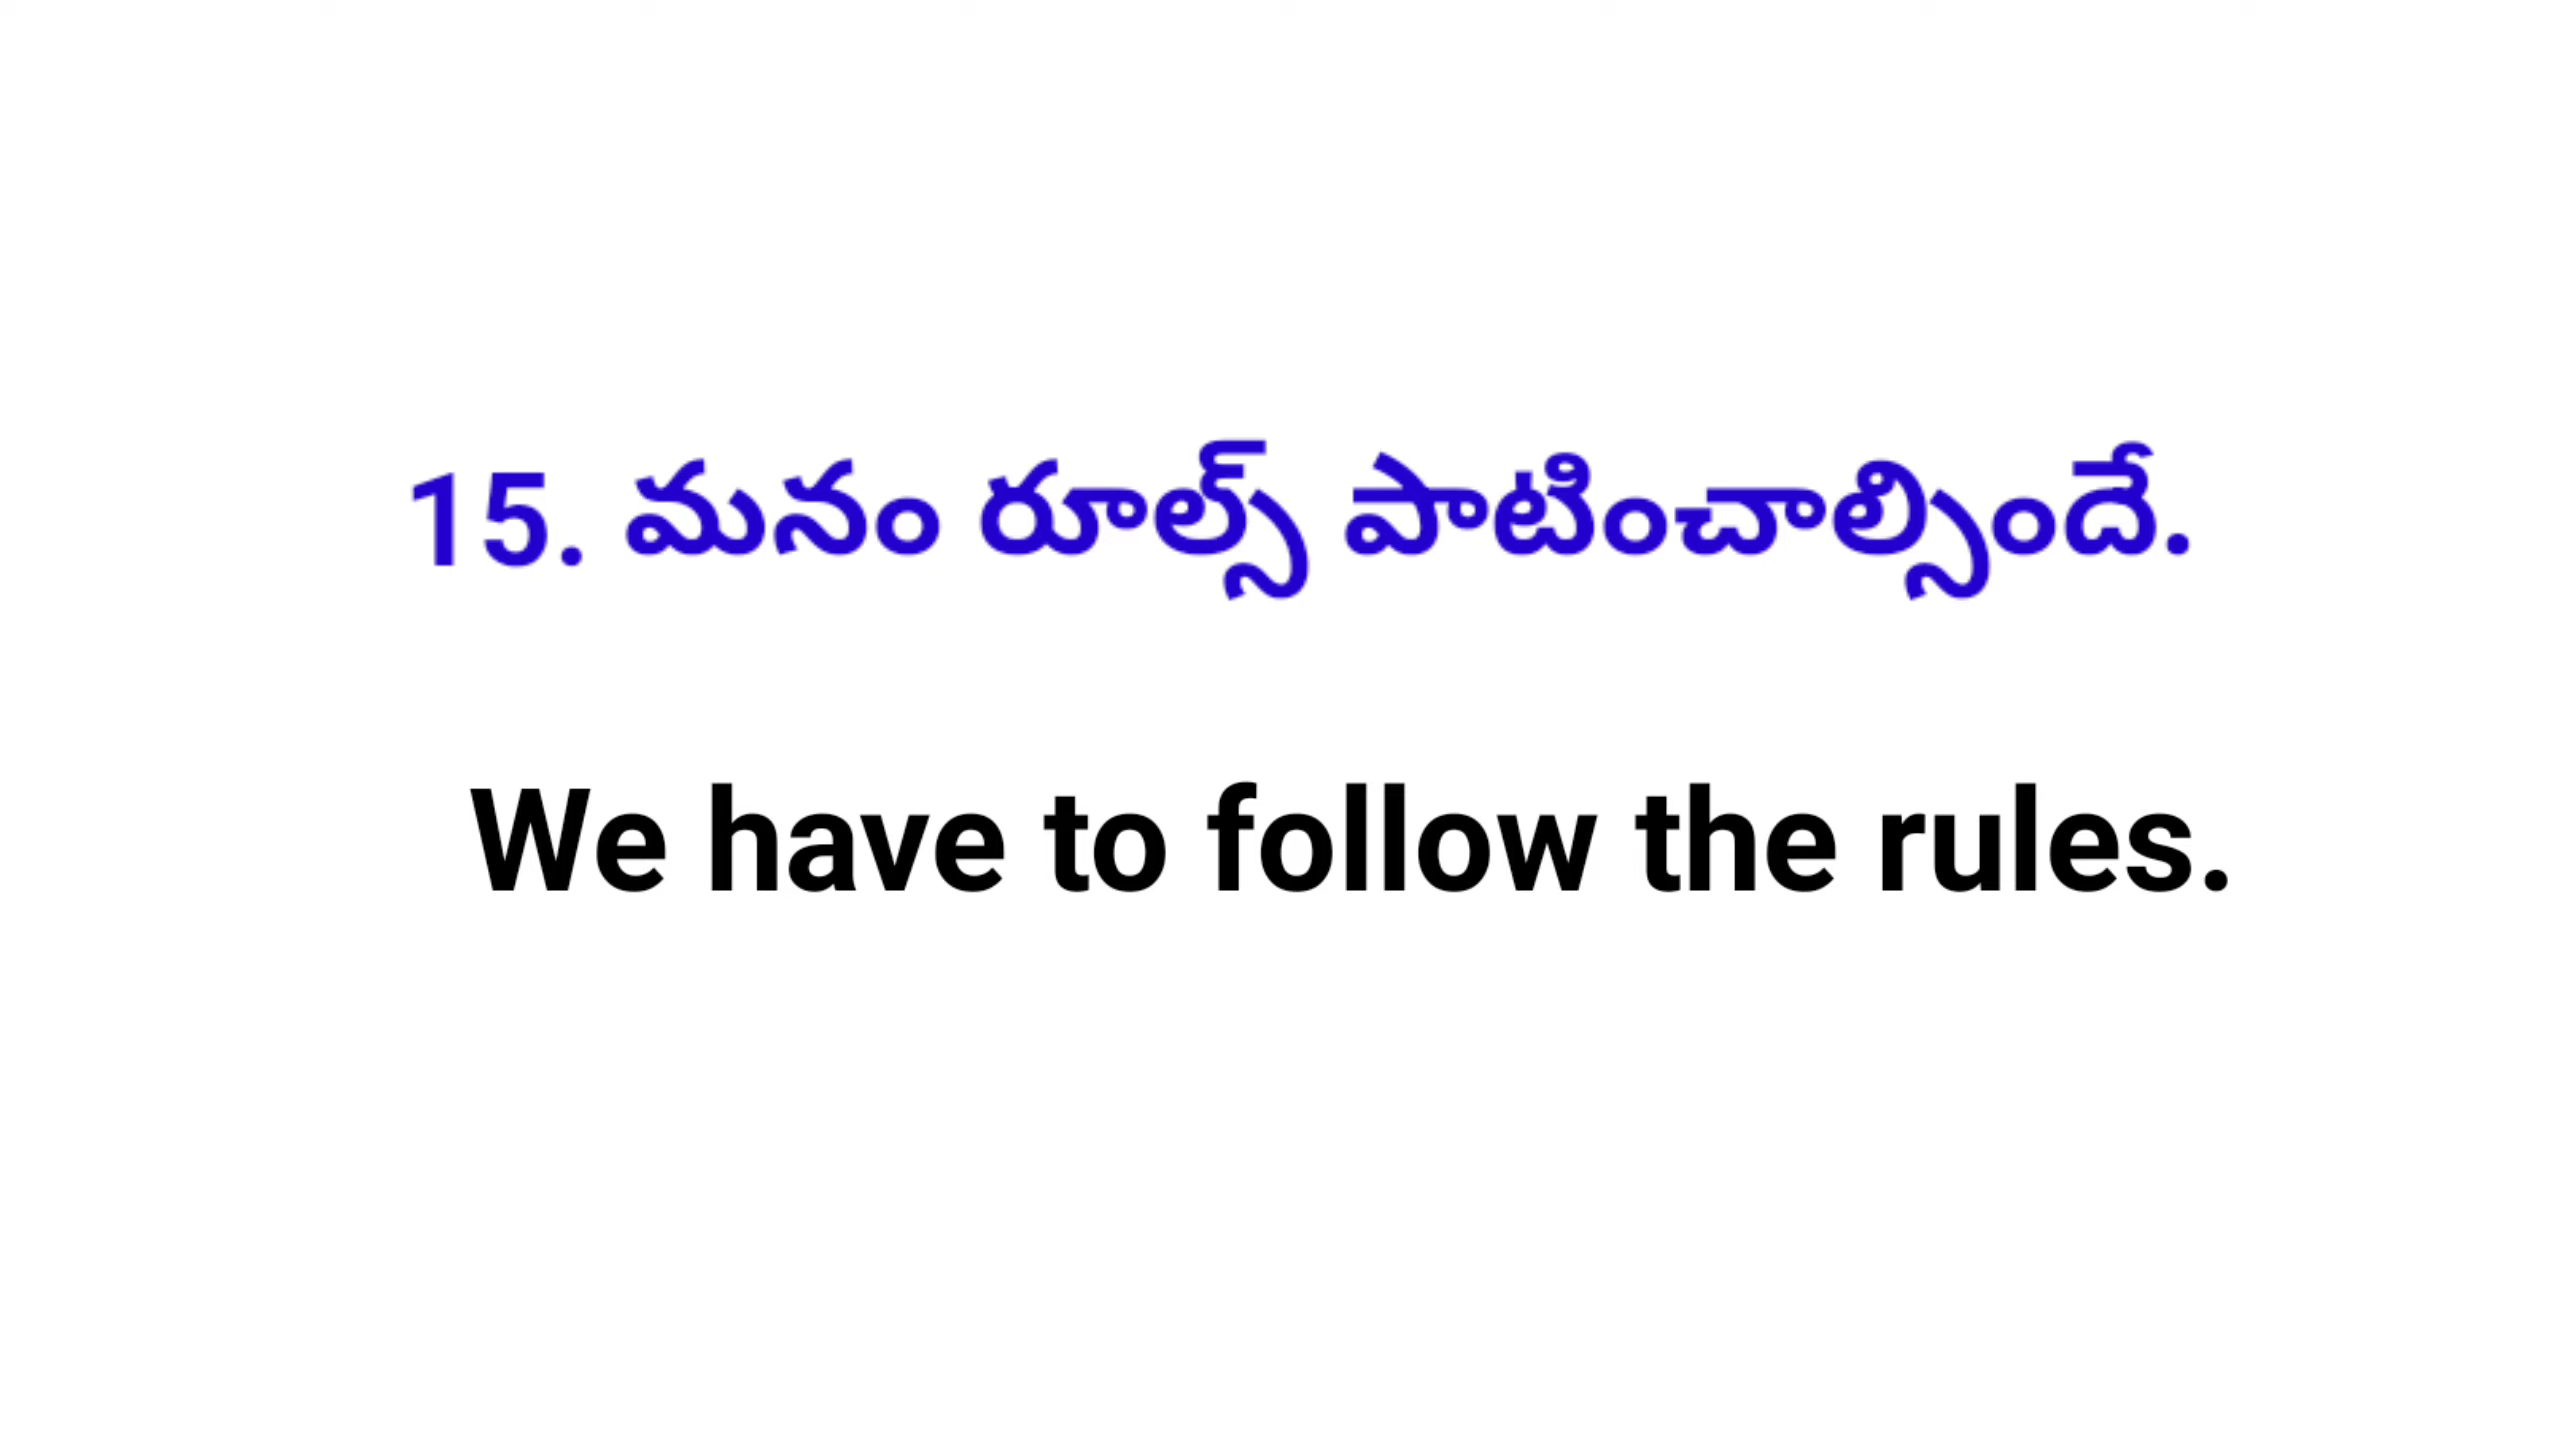 15. మనం రూల్స్ పాటించాల్సిందే.
We have to follow the rules.